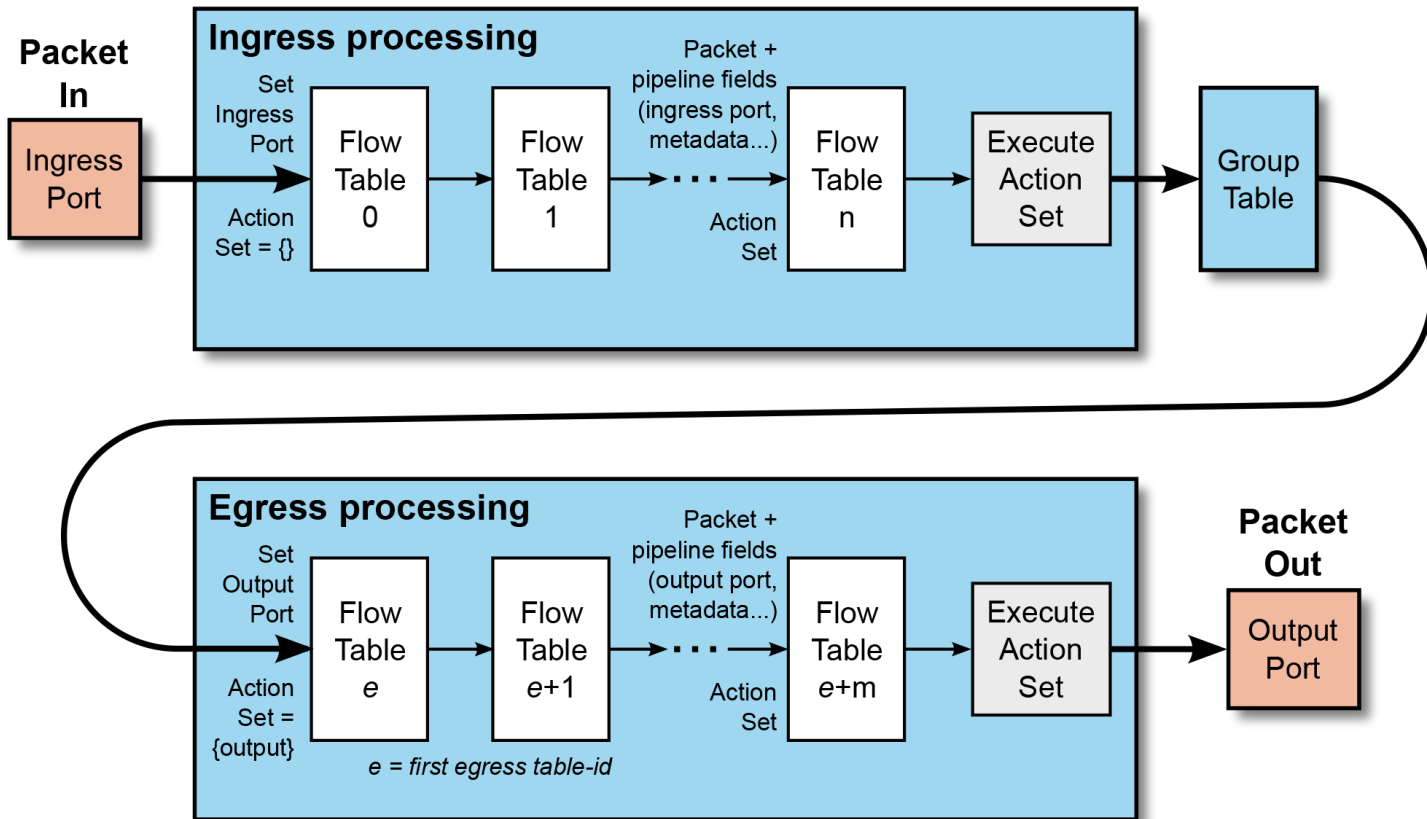 Ingress processing
Packet
In
Ingress
Port
Set
Ingress
Port
Action
Set = {}
Flow
Table
0
Flow
Table
1
Packet +
pipeline fields
(ingress port,
metadata...)
Action
Set
Flow
Table
n
Execute
Action
Set
Group
Table
Egress processing
Set
Output
Port
Action
Set =
{output}
Flow
Table
e
Flow
Table
e+1
e = first egress table-id
Packet +
pipeline fields
(output port,
metadata...)
Action
Set
Flow
Table
e+m
Execute
Action
Set
Packet
Out
Output
Port